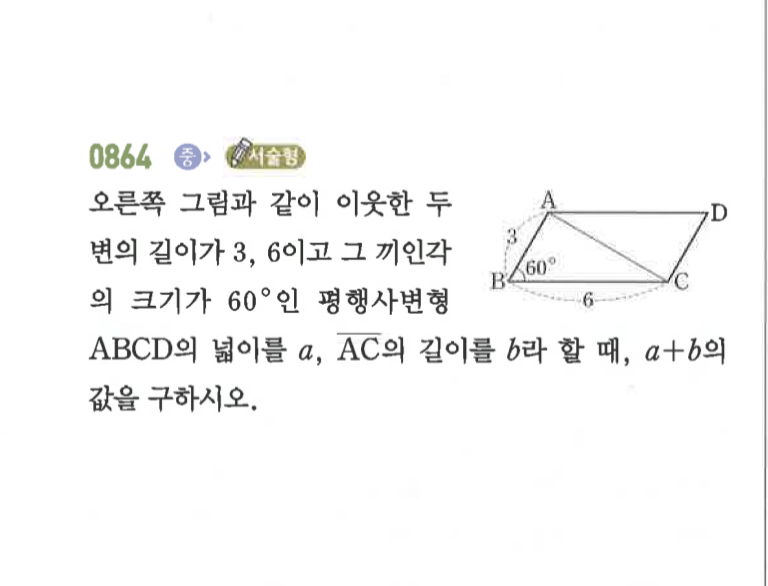 0864 중 서술형
오른쪽 그림과 같이 이웃한 두
변의 길이가 3, 6이고 그 끼인각
의 크기가 60°인 평행사변형
ABCD의 넓이를 a, A̅C̅의 길이를 b라 할 때, a+b의
값을 구하시오.
A
D
3
60°
B
C
6